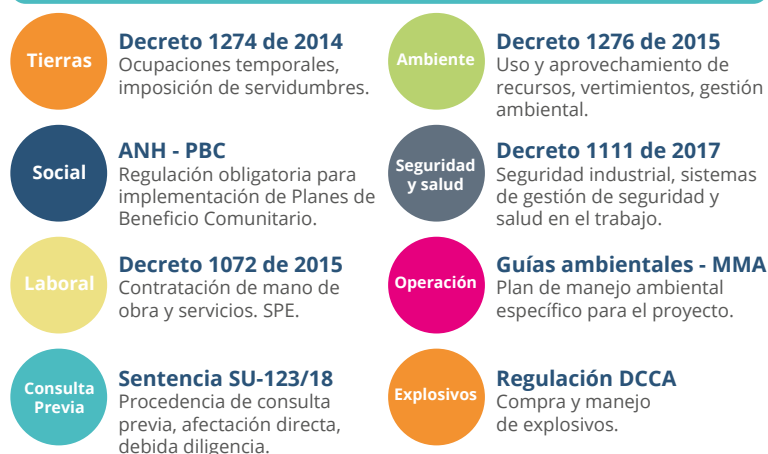 Tierras
Decreto 1274 de 2014
Ocupaciones temporales,
imposición de servidumbres.
Ambiente
Decreto 1276 de 2015
Uso y aprovechamiento de
recursos, vertimientos, gestión
ambiental.
Social
ANH - PBC
Regulación obligatoria para
implementación de Planes de
Beneficio Comunitario.
Seguridad
y salud
Decreto 1111 de 2017
Seguridad industrial, sistemas
de gestión de seguridad y
salud en el trabajo.
Laboral
Decreto 1072 de 2015
Contratación de mano de
obra y servicios. SPE.
Operación
Guías ambientales - MMA
Plan de manejo ambiental
específico para el proyecto.
Consulta
Previa
Sentencia SU-123/18
Procedencia de consulta
previa, afectación directa,
debida diligencia.
Explosivos
Regulación DCCA
Compra y manejo
de explosivos.